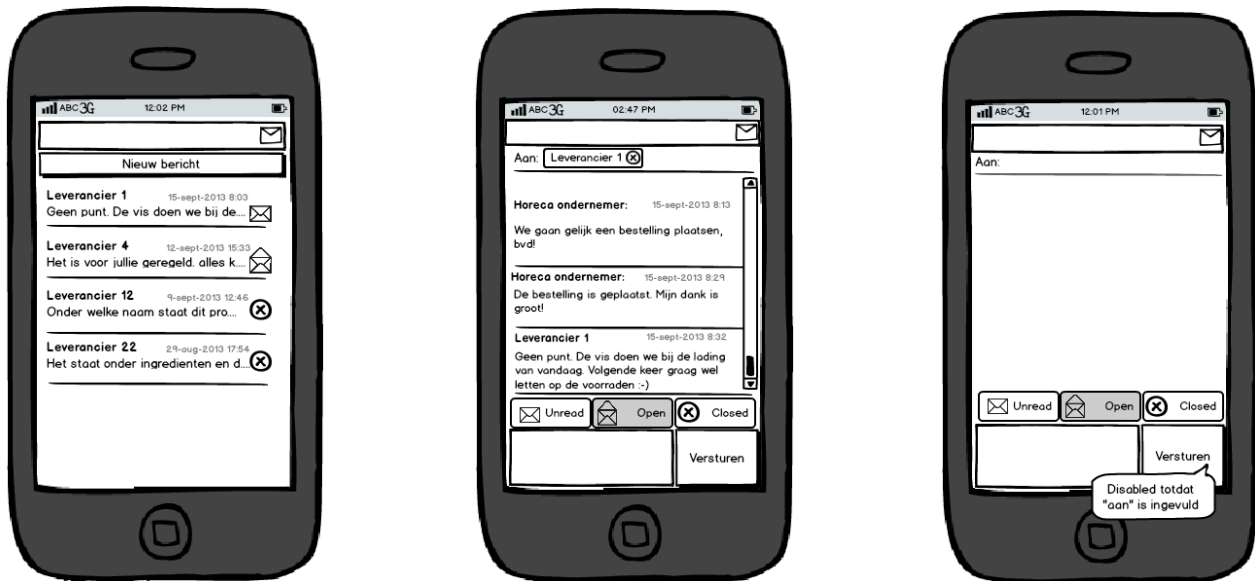 ABC 3G 12:02 PM
Nieuw bericht
Leverancier 1 15-sept-2013 8:03
Geen punt. De vis doen we bij de....
Leverancier 4 12-sept-2013 15:33
Het is voor jullie geregeld. alles k....
Leverancier 12 9-sept-2013 12:46
Onder welke naam staat dit pro....
Leverancier 22 29-aug-2013 17:54
Het staat onder ingredienten en d....
ABC 3G 02:47 PM
Aan: Leverancier 1
Horeca ondernemer: 15-sept-2013 8:13
We gaan gelijk een bestelling plaatsen,
bvd!
Horeca ondernemer: 15-sept-2013 8:29
De bestelling is geplaatst. Mijn dank is
groot!
Leverancier 1 15-sept-2013 8:32
Geen punt. De vis doen we bij de lading
van vandaag. Volgende keer graag wel
letten op de voorraden :-)
Unread Open Closed
Versturen
ABC 3G 12:01 PM
Aan:
Unread Open Closed
Versturen
Disabled totdat
"aan" is ingevuld